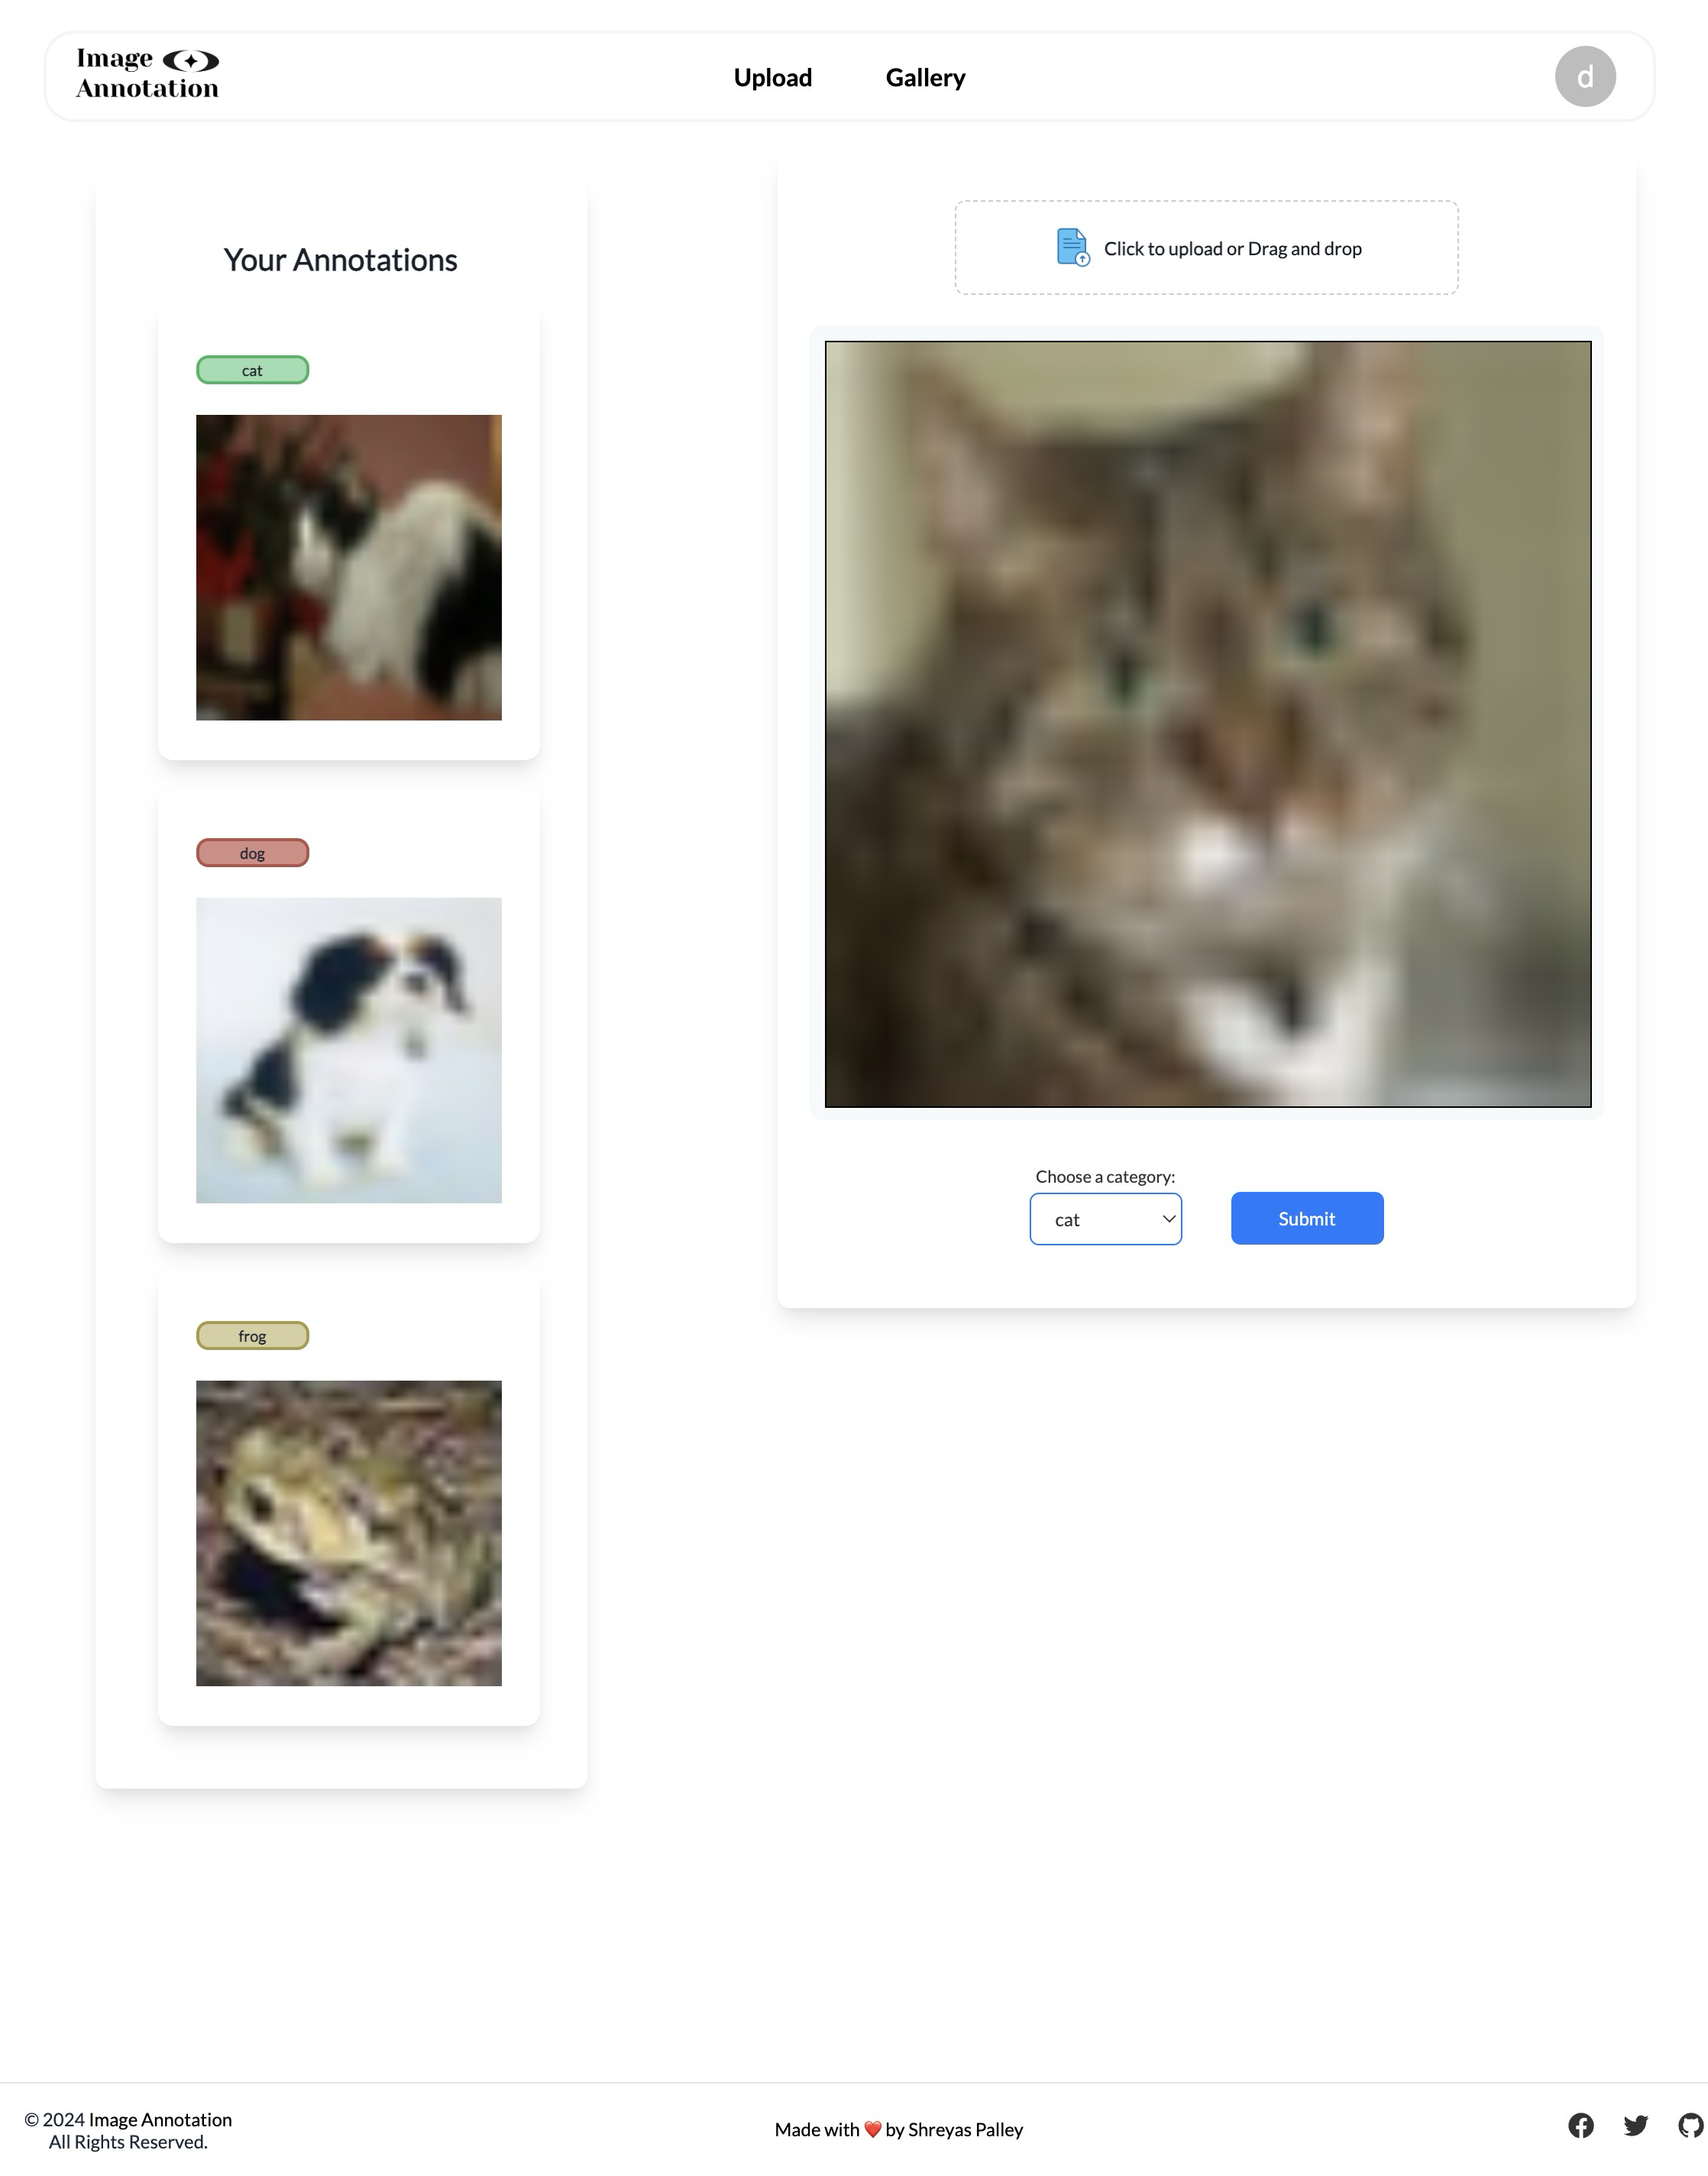 Image
Annotation
Upload
Gallery
d
Your Annotations
cat
dog
frog
Click to upload or Drag and drop
Choose a category:
cat
Submit
© 2024 Image Annotation
All Rights Reserved.
Made with ❤️ by Shreyas Palley